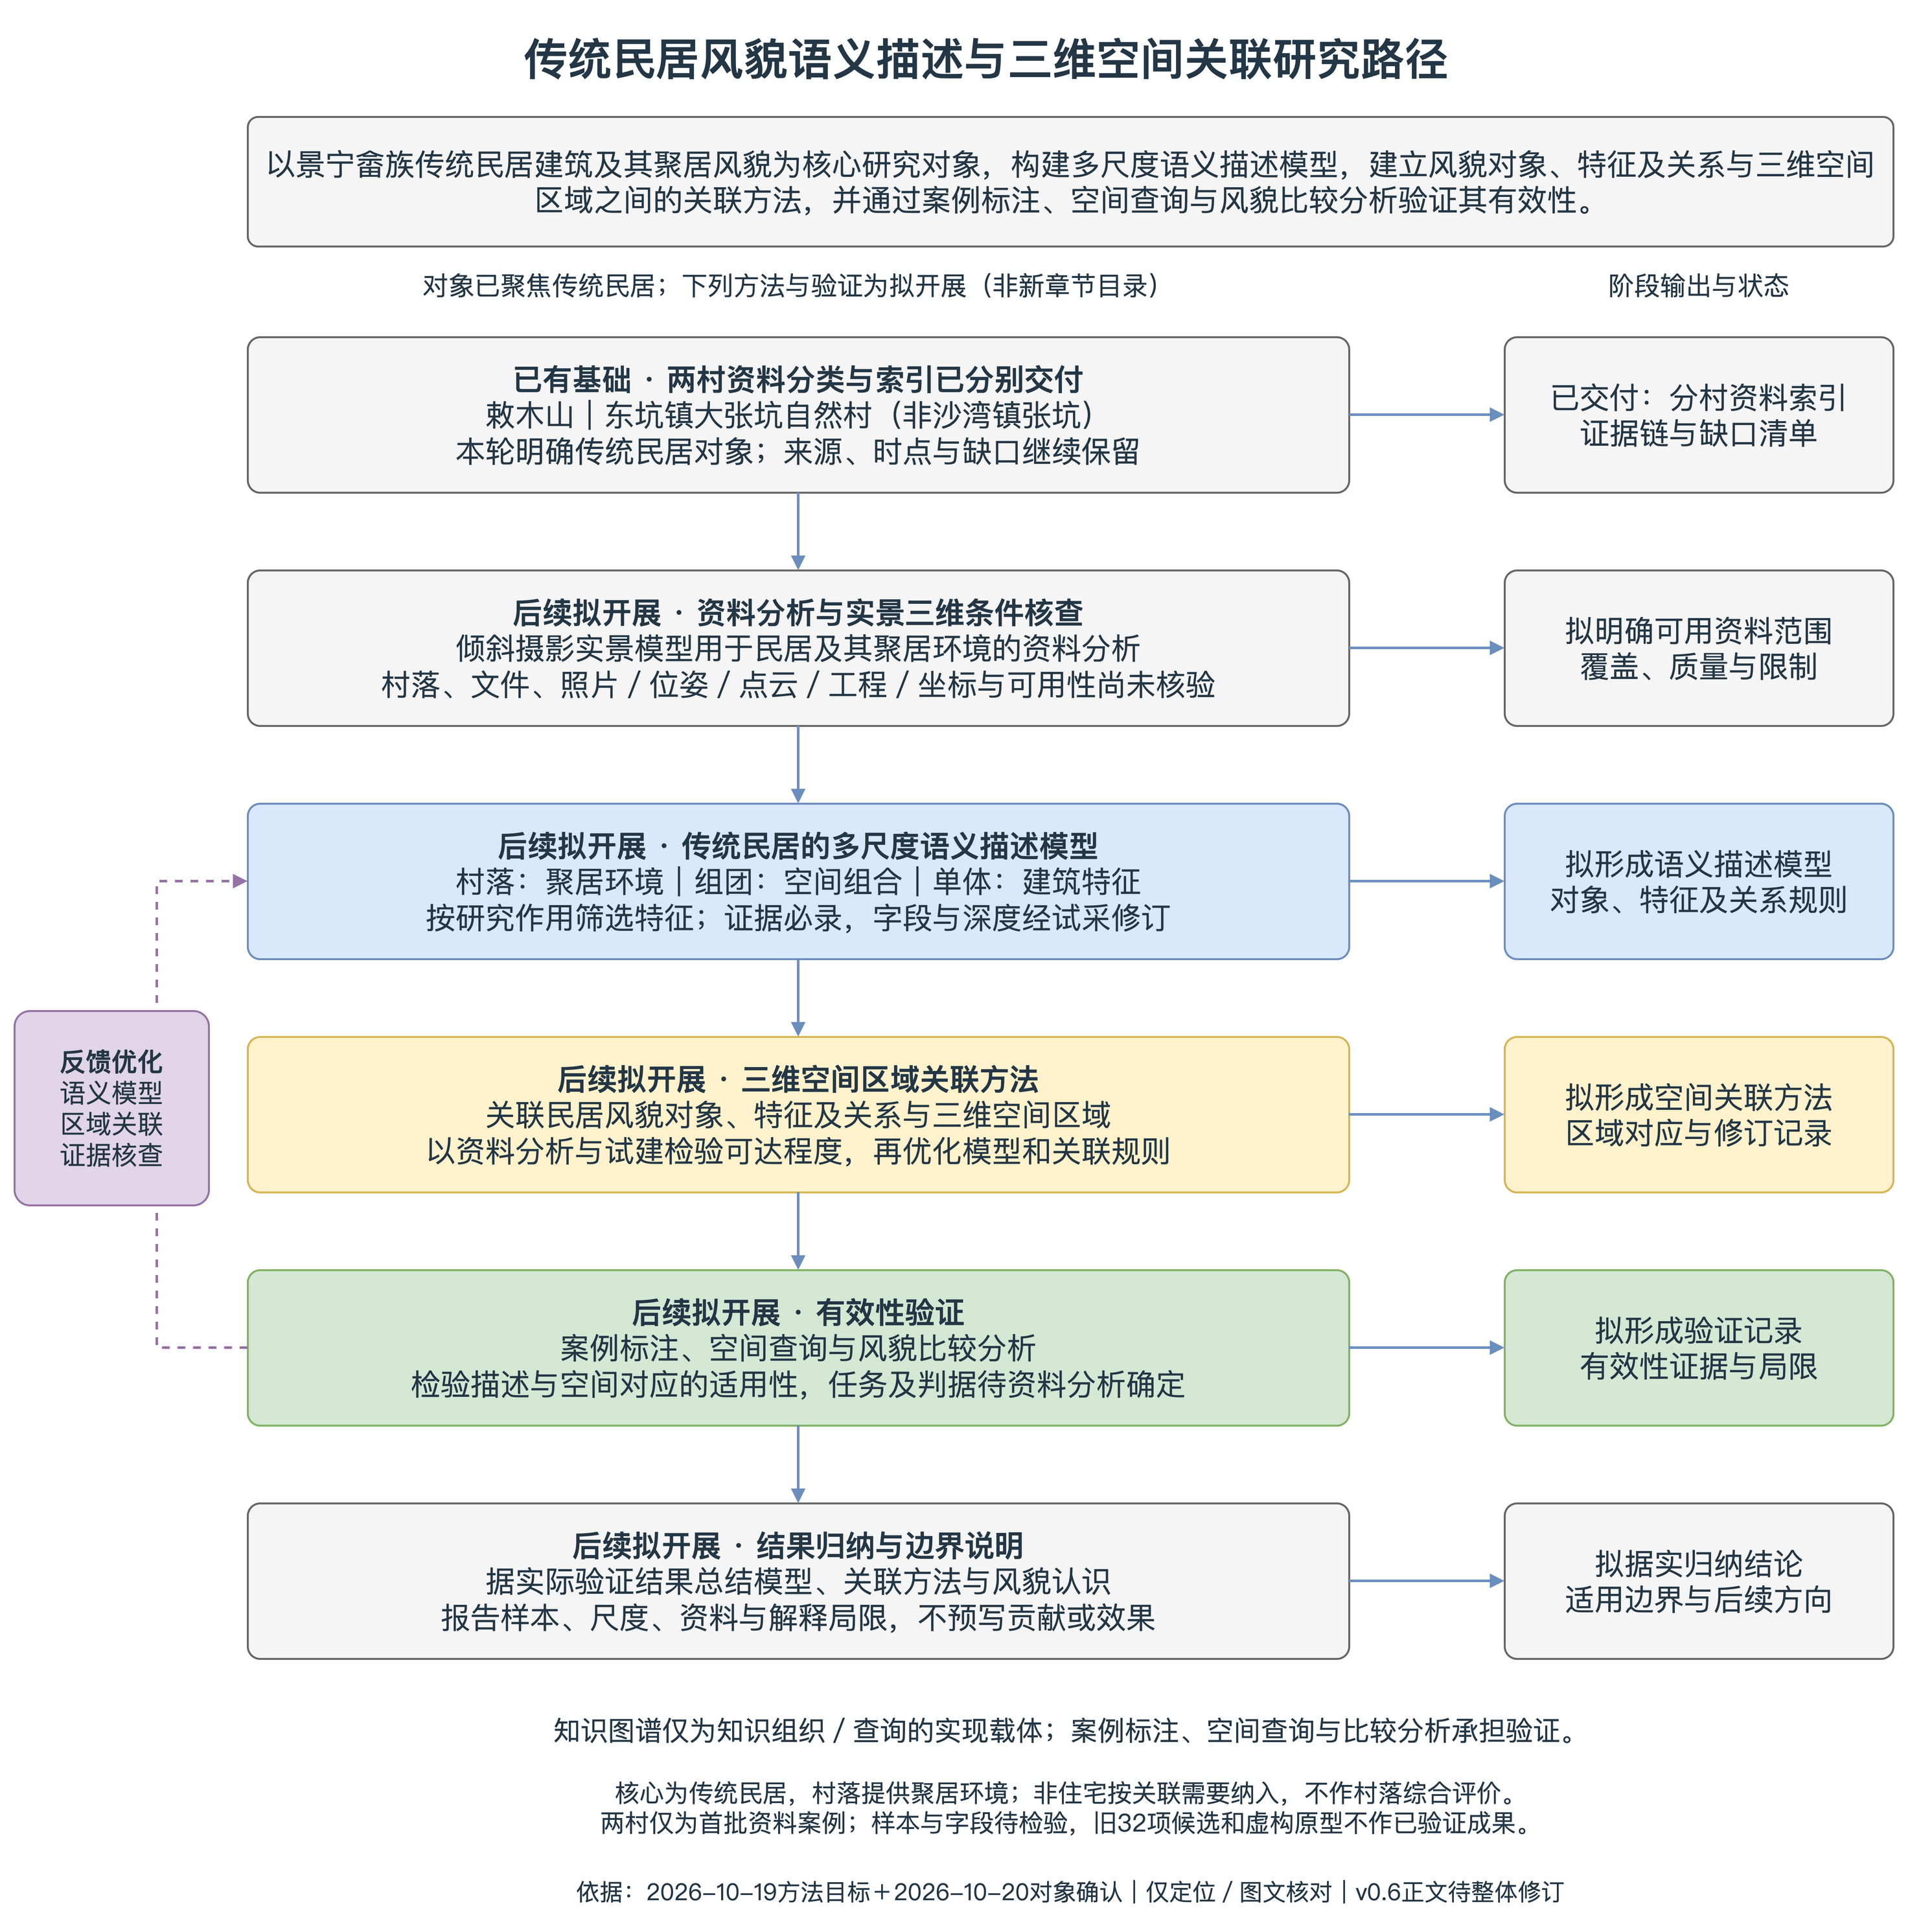 传统民居风貌语义描述与三维空间关联研究路径
以景宁畲族传统民居建筑及其聚居风貌为核心研究对象，构建多尺度语义描述模型，建立风貌对象、特征及关系与三维空间
区域之间的关联方法，并通过案例标注、空间查询与风貌比较分析验证其有效性。
对象已聚焦传统民居；下列方法与验证为拟开展（非新章节目录）
阶段输出与状态
已有基础 · 两村资料分类与索引已分别交付
敕木山｜东坑镇大张坑自然村（非沙湾镇张坑）
本轮明确传统民居对象；来源、时点与缺口继续保留
已交付：分村资料索引
证据链与缺口清单
后续拟开展 · 资料分析与实景三维条件核查
倾斜摄影实景模型用于民居及其聚居环境的资料分析
村落、文件、照片 / 位姿 / 点云 / 工程 / 坐标与可用性尚未核验
拟明确可用资料范围
覆盖、质量与限制
后续拟开展 · 传统民居的多尺度语义描述模型
村落：聚居环境｜组团：空间组合｜单体：建筑特征
按研究作用筛选特征；证据必录，字段与深度经试采修订
拟形成语义描述模型
对象、特征及关系规则
反馈优化
语义模型
区域关联
证据核查
后续拟开展 · 三维空间区域关联方法
关联民居风貌对象、特征及关系与三维空间区域
以资料分析与试建检验可达程度，再优化模型和关联规则
拟形成空间关联方法
区域对应与修订记录
后续拟开展 · 有效性验证
案例标注、空间查询与风貌比较分析
检验描述与空间对应的适用性，任务及判据待资料分析确定
拟形成验证记录
有效性证据与局限
后续拟开展 · 结果归纳与边界说明
据实际验证结果总结模型、关联方法与风貌认识
报告样本、尺度、资料与解释局限，不预写贡献或效果
拟据实归纳结论
适用边界与后续方向
知识图谱仅为知识组织 / 查询的实现载体；案例标注、空间查询与比较分析承担验证。
核心为传统民居，村落提供聚居环境；非住宅按关联需要纳入，不作村落综合评价。
两村仅为首批资料案例；样本与字段待检验，旧32项候选和虚构原型不作已验证成果。
依据：2026–10–19方法目标＋2026–10–20对象确认｜仅定位 / 图文核对｜v0.6正文待整体修订